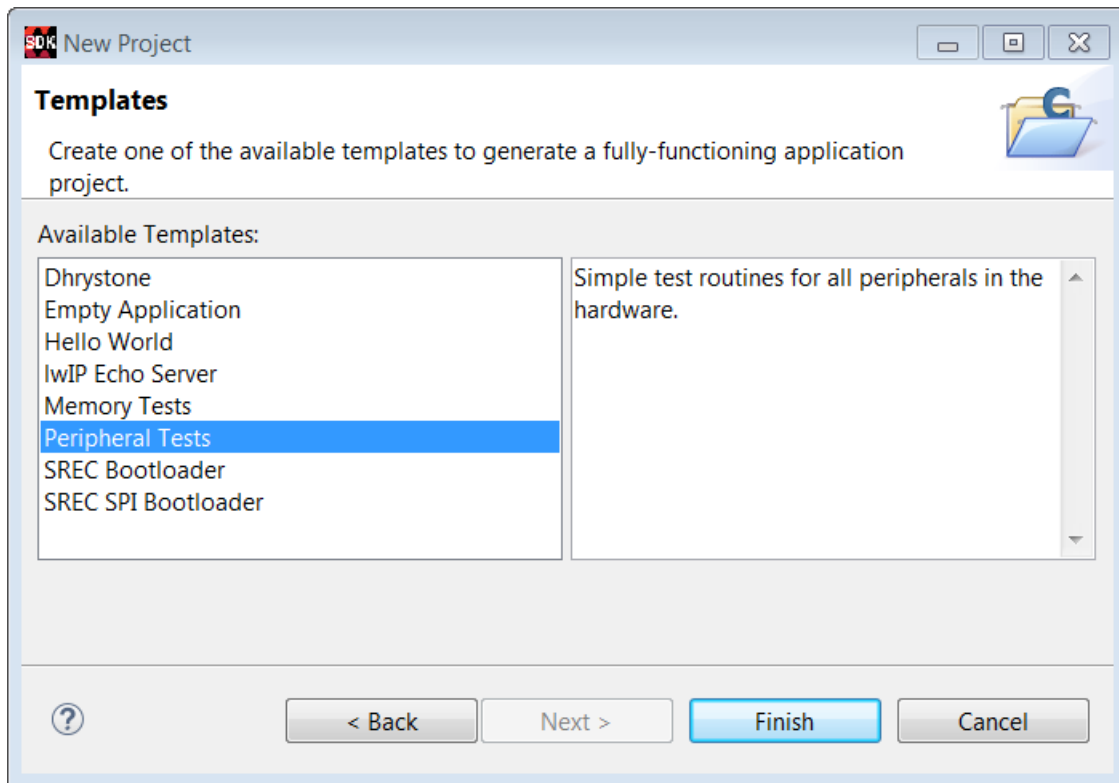 SDK New Project
Templates
Create one of the available templates to generate a fully-functioning application
project.
C
Available Templates:
Dhrystone
Empty Application
Hello World
lwIP Echo Server
Memory Tests
Peripheral Tests
SREC Bootloader
SREC SPI Bootloader
Simple test routines for all peripherals in the
hardware.
?
< Back
Next >
Finish
Cancel